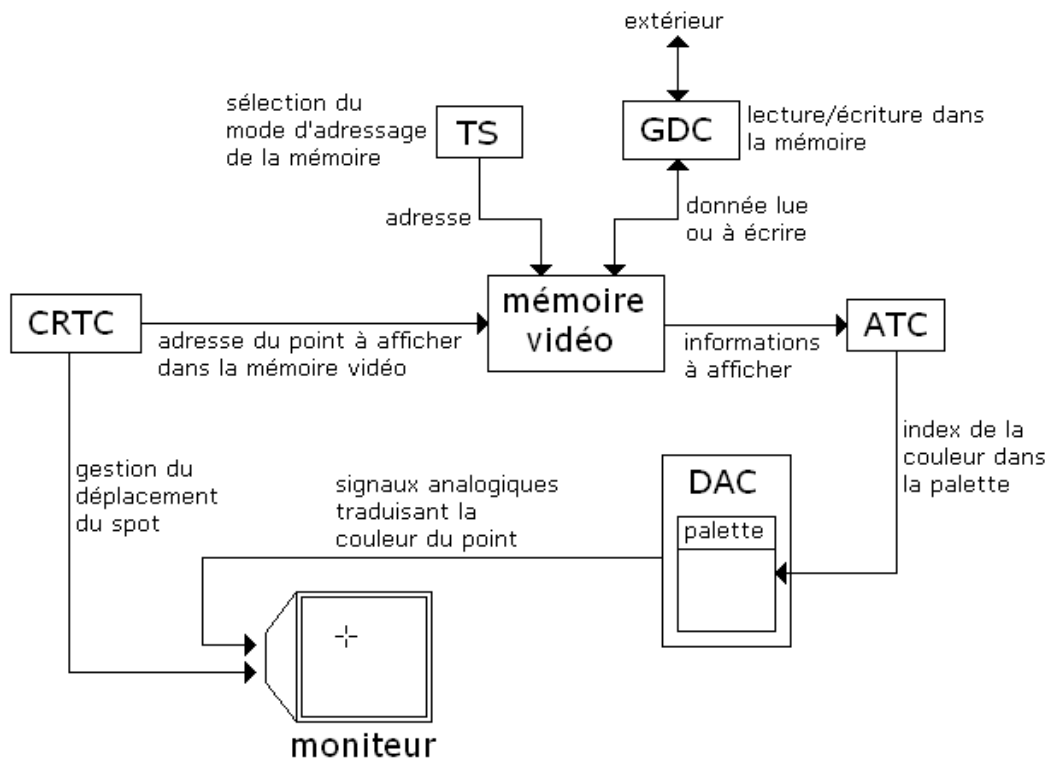 extérieur
sélection du
mode d'adressage
de la mémoire
TS
GDC
lecture/écriture dans
la mémoire
adresse
donnée lue
ou à écrire
CRTC
adresse du point à afficher
dans la mémoire vidéo
mémoire
vidéo
informations
à afficher
ATC
gestion du
déplacement
du spot
signaux analogiques
traduisant la
couleur du point
DAC
palette
index de la
couleur dans
la palette
moniteur